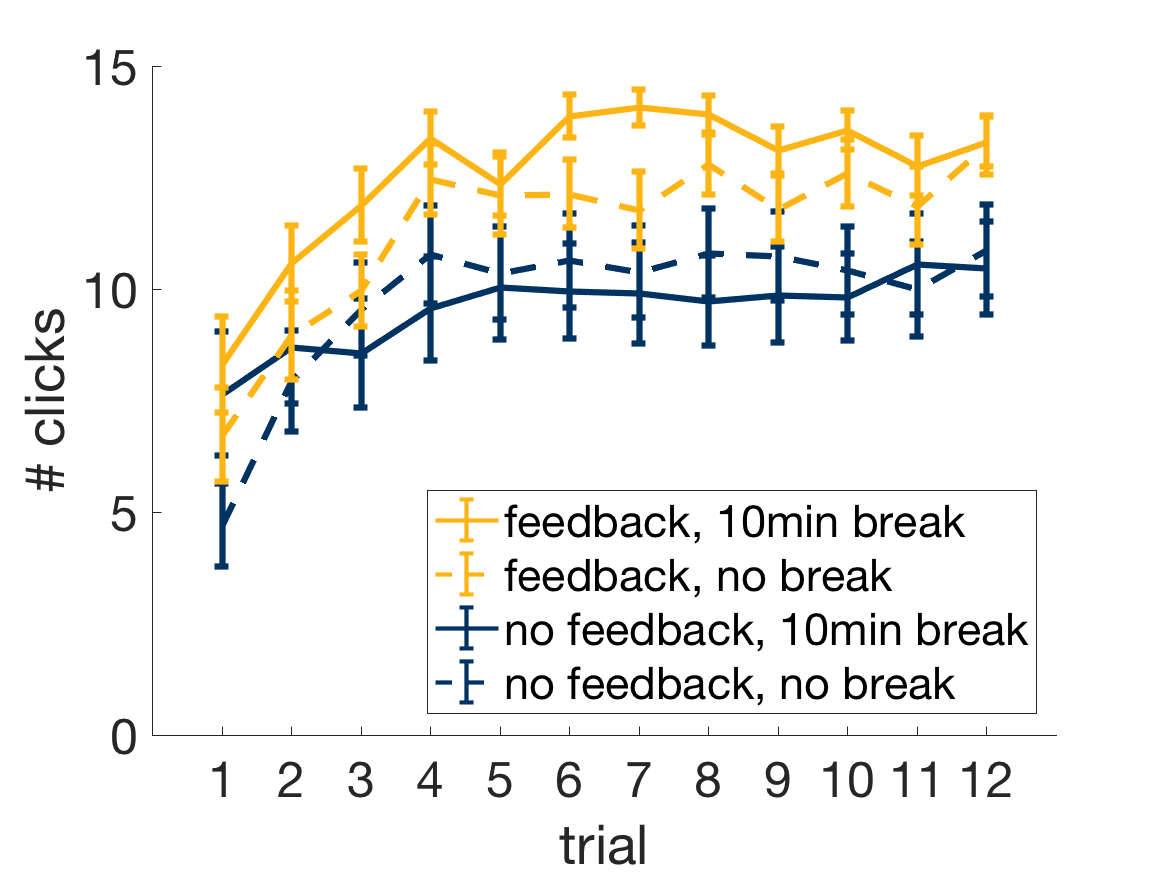 15
10
5
0
# clicks
feedback, 10min break
feedback, no break
no feedback, 10min break
no feedback, no break
1 2 3 4 5 6 7 8 9 10 11 12
trial